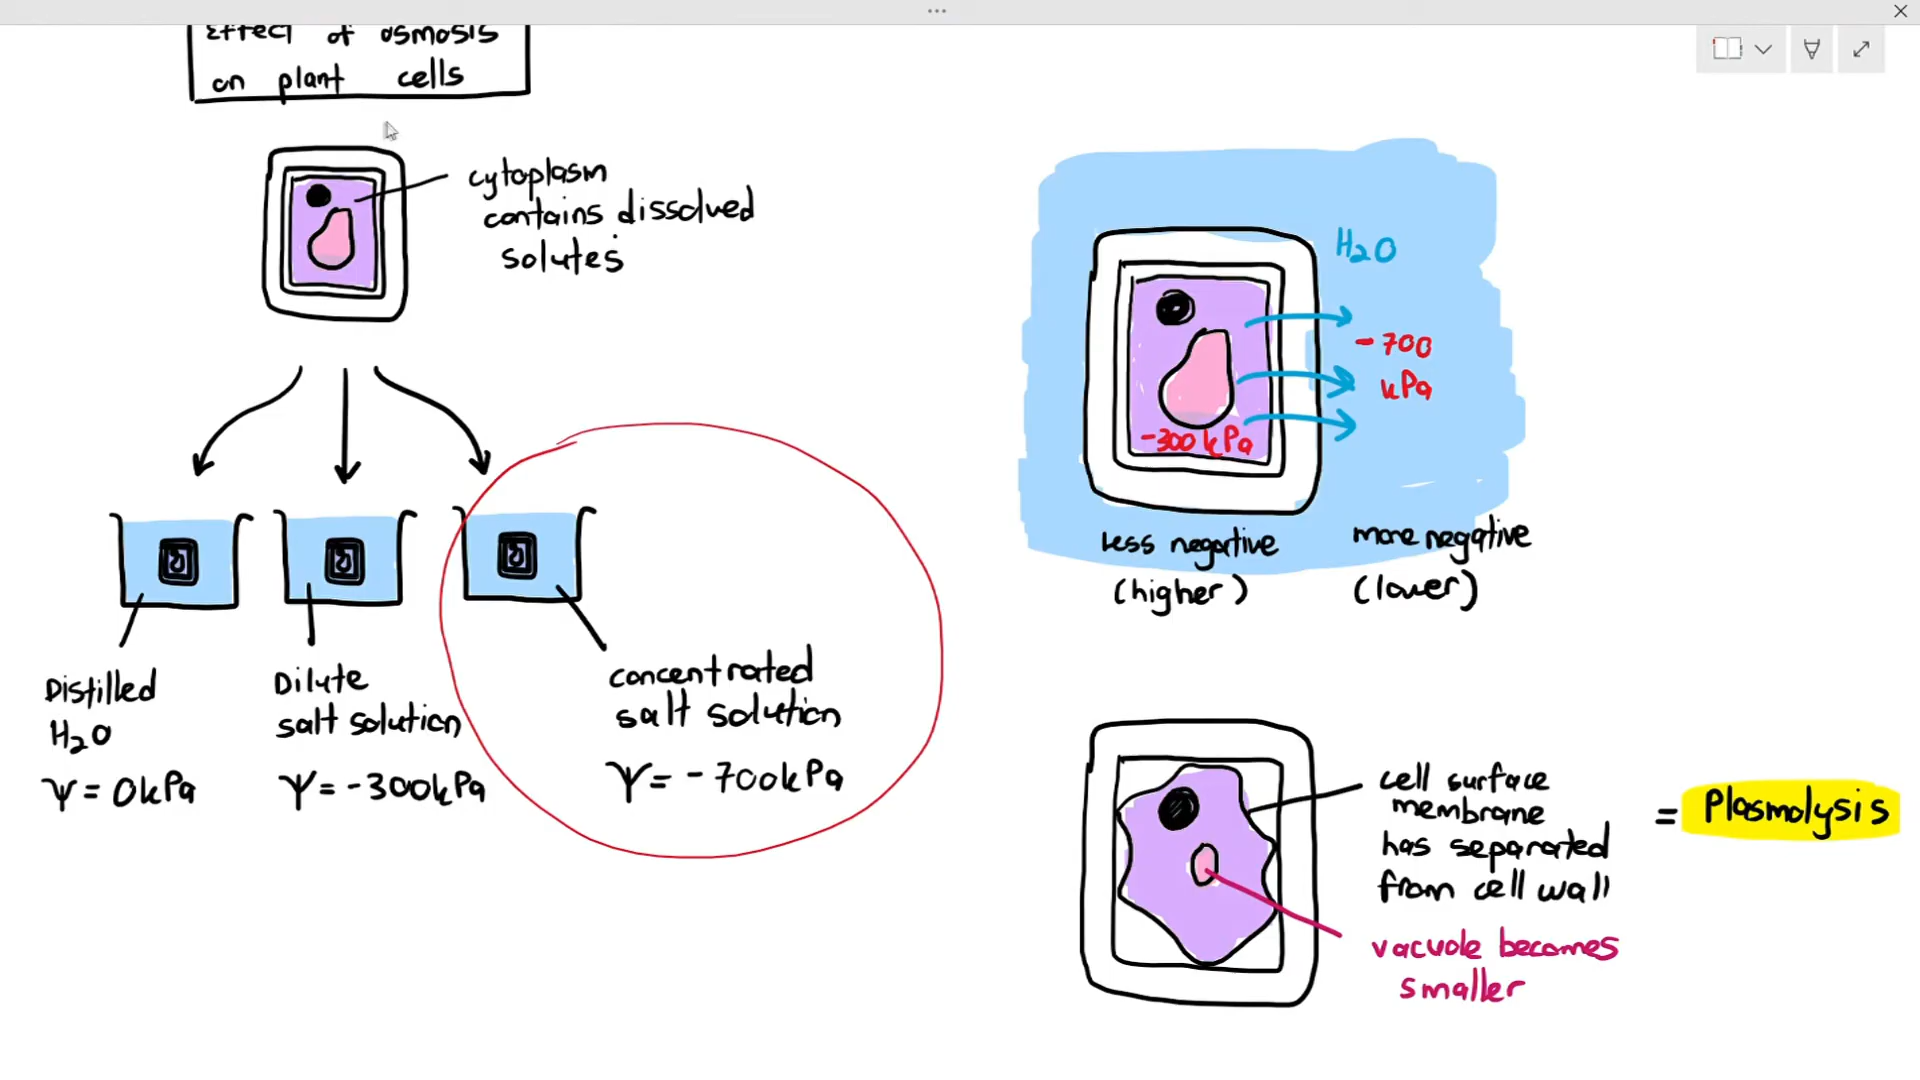 Effect of osmosis
on plant cells
cytoplasm
contains dissolved
solutes
Distilled
H2O
Ψ = 0kPa
Dilute
salt solution
Ψ = -300kPa
concentrated
salt solution
Ψ = -700kPa
H2O
-700
kPa
-300kPa
less negative
(higher)
more negative
(lower)
cell surface
membrane
has separated
from cell wall
= Plasmolysis
vacuole becomes
smaller